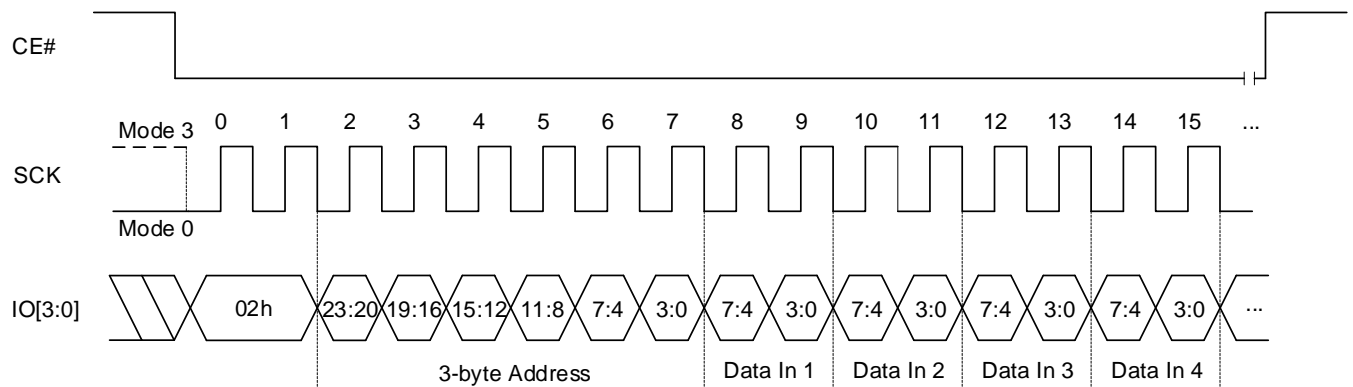 CE#
Mode 3 0 1 2 3 4 5 6 7 8 9 10 11 12 13 14 15 ...
SCK
Mode 0
IO[3:0] 02h 23:20 19:16 15:12 11:8 7:4 3:0 7:4 3:0 7:4 3:0 7:4 3:0 7:4 3:0 ...
3-byte Address Data In 1 Data In 2 Data In 3 Data In 4